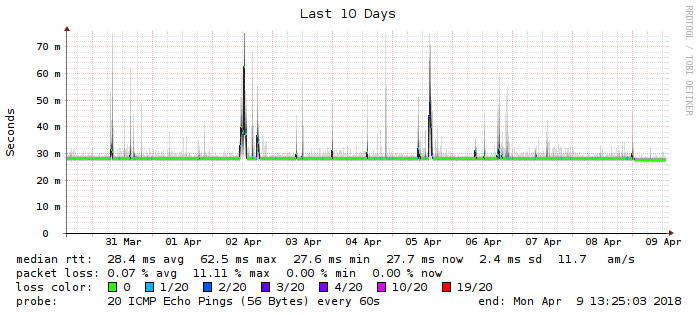 Last 10 Days
RRDTOOL / TOBI OETIKER
Seconds
70 m
60 m
50 m
40 m
30 m
20 m
10 m
0
31 Mar 01 Apr 02 Apr 03 Apr 04 Apr 05 Apr 06 Apr 07 Apr 08 Apr 09 Apr
median rtt: 28.4 ms avg 62.5 ms max 27.6 ms min 27.7 ms now 2.4 ms sd 11.7 am/s
packet loss: 0.07 % avg 11.11 % max 0.00 % min 0.00 % now
loss color: 0 1/20 2/20 3/20 4/20 10/20 19/20
probe: 20 ICMP Echo Pings (56 Bytes) every 60s end: Mon Apr 9 13:25:03 2018